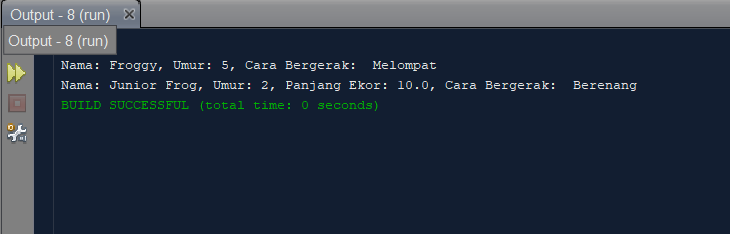 Output - 8 (run)
Output - 8 (run)
Nama: Froggy, Umur: 5, Cara Bergerak:  Melompat
Nama: Junior Frog, Umur: 2, Panjang Ekor: 10.0, Cara Bergerak:  Berenang
BUILD SUCCESSFUL (total time: 0 seconds)